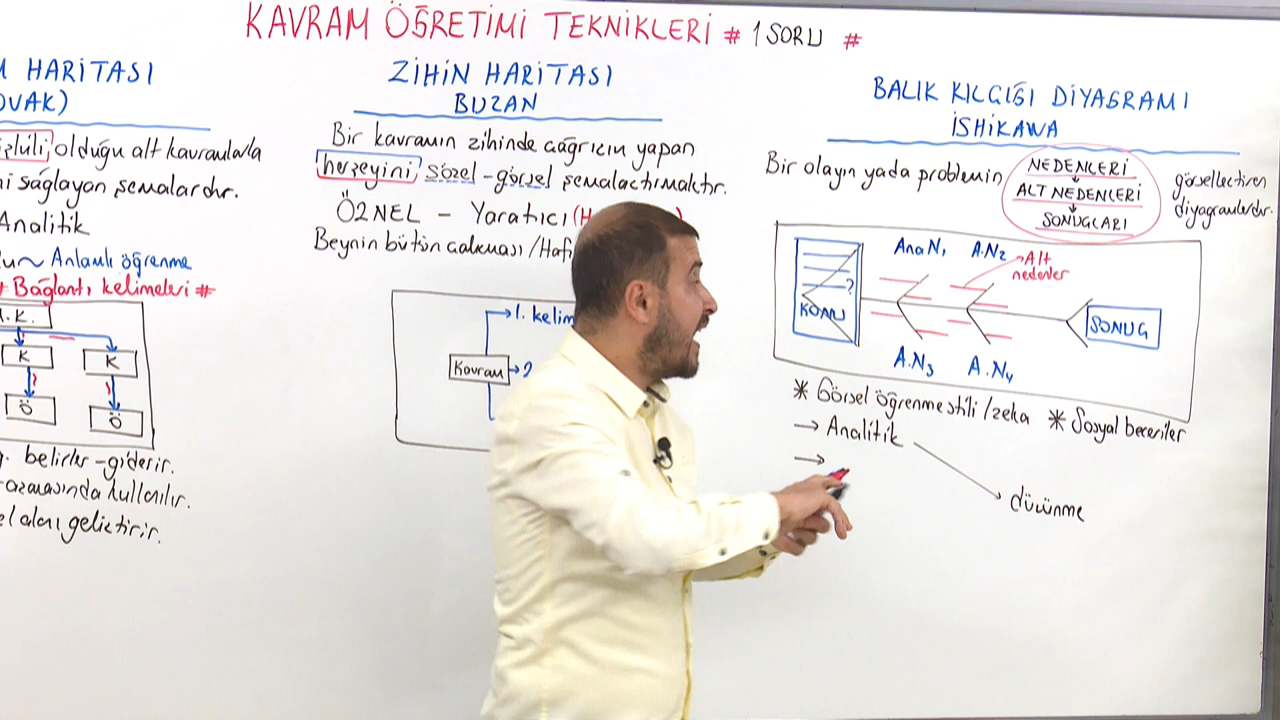 KAVRAM ÖĞRETİMİ TEKNİKLERİ # 1 SORU #
HARİTASI
OVAK)
olduğu alt kavramlarla
sağlayan şemalardır.
Analitik
Anlamlı öğrenme
Bağlantı kelimeleri #
K.
K
K
Ö
Ö
belirler-giderir.
kullanılır.
alanı geliştirir.
ZİHİN HARİTASI
BUZAN
Bir kavramın zihinde çağrışım yapan
herşeyini sözel-görsel şemalaştırmaktır.
ÖZNEL - Yaratıcı (H
Beynin bütün çalışması / Hafı
Kavram
1. kelim
2
BALIK KILÇIĞI DİYAGRAMI
İSHİKAWA
Bir olayın yada problemin
NEDENLERİ
ALT NEDENLERİ
SONUÇLARI
görselleştiren
diyagramlardır.
Ana N1
A.N2
Alt
nedenler
?
KONU
SONUÇ
A.N3
A.N4
* Görsel öğrenme stili/zeka * Sosyal beceriler
→ Analitik
→
düşünme